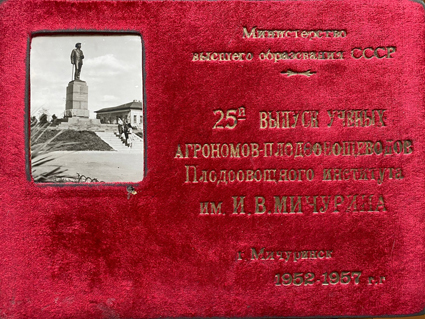 Министерство
высшего образования СССР
25й ВЫПУСК УЧЕНЫХ
АГРОНОМОВ-ПЛОДООВОЩЕВОДОВ
Плодоовощного института
им. И.В.МИЧУРИНА
г. Мичуринск
1952-1957 г.г